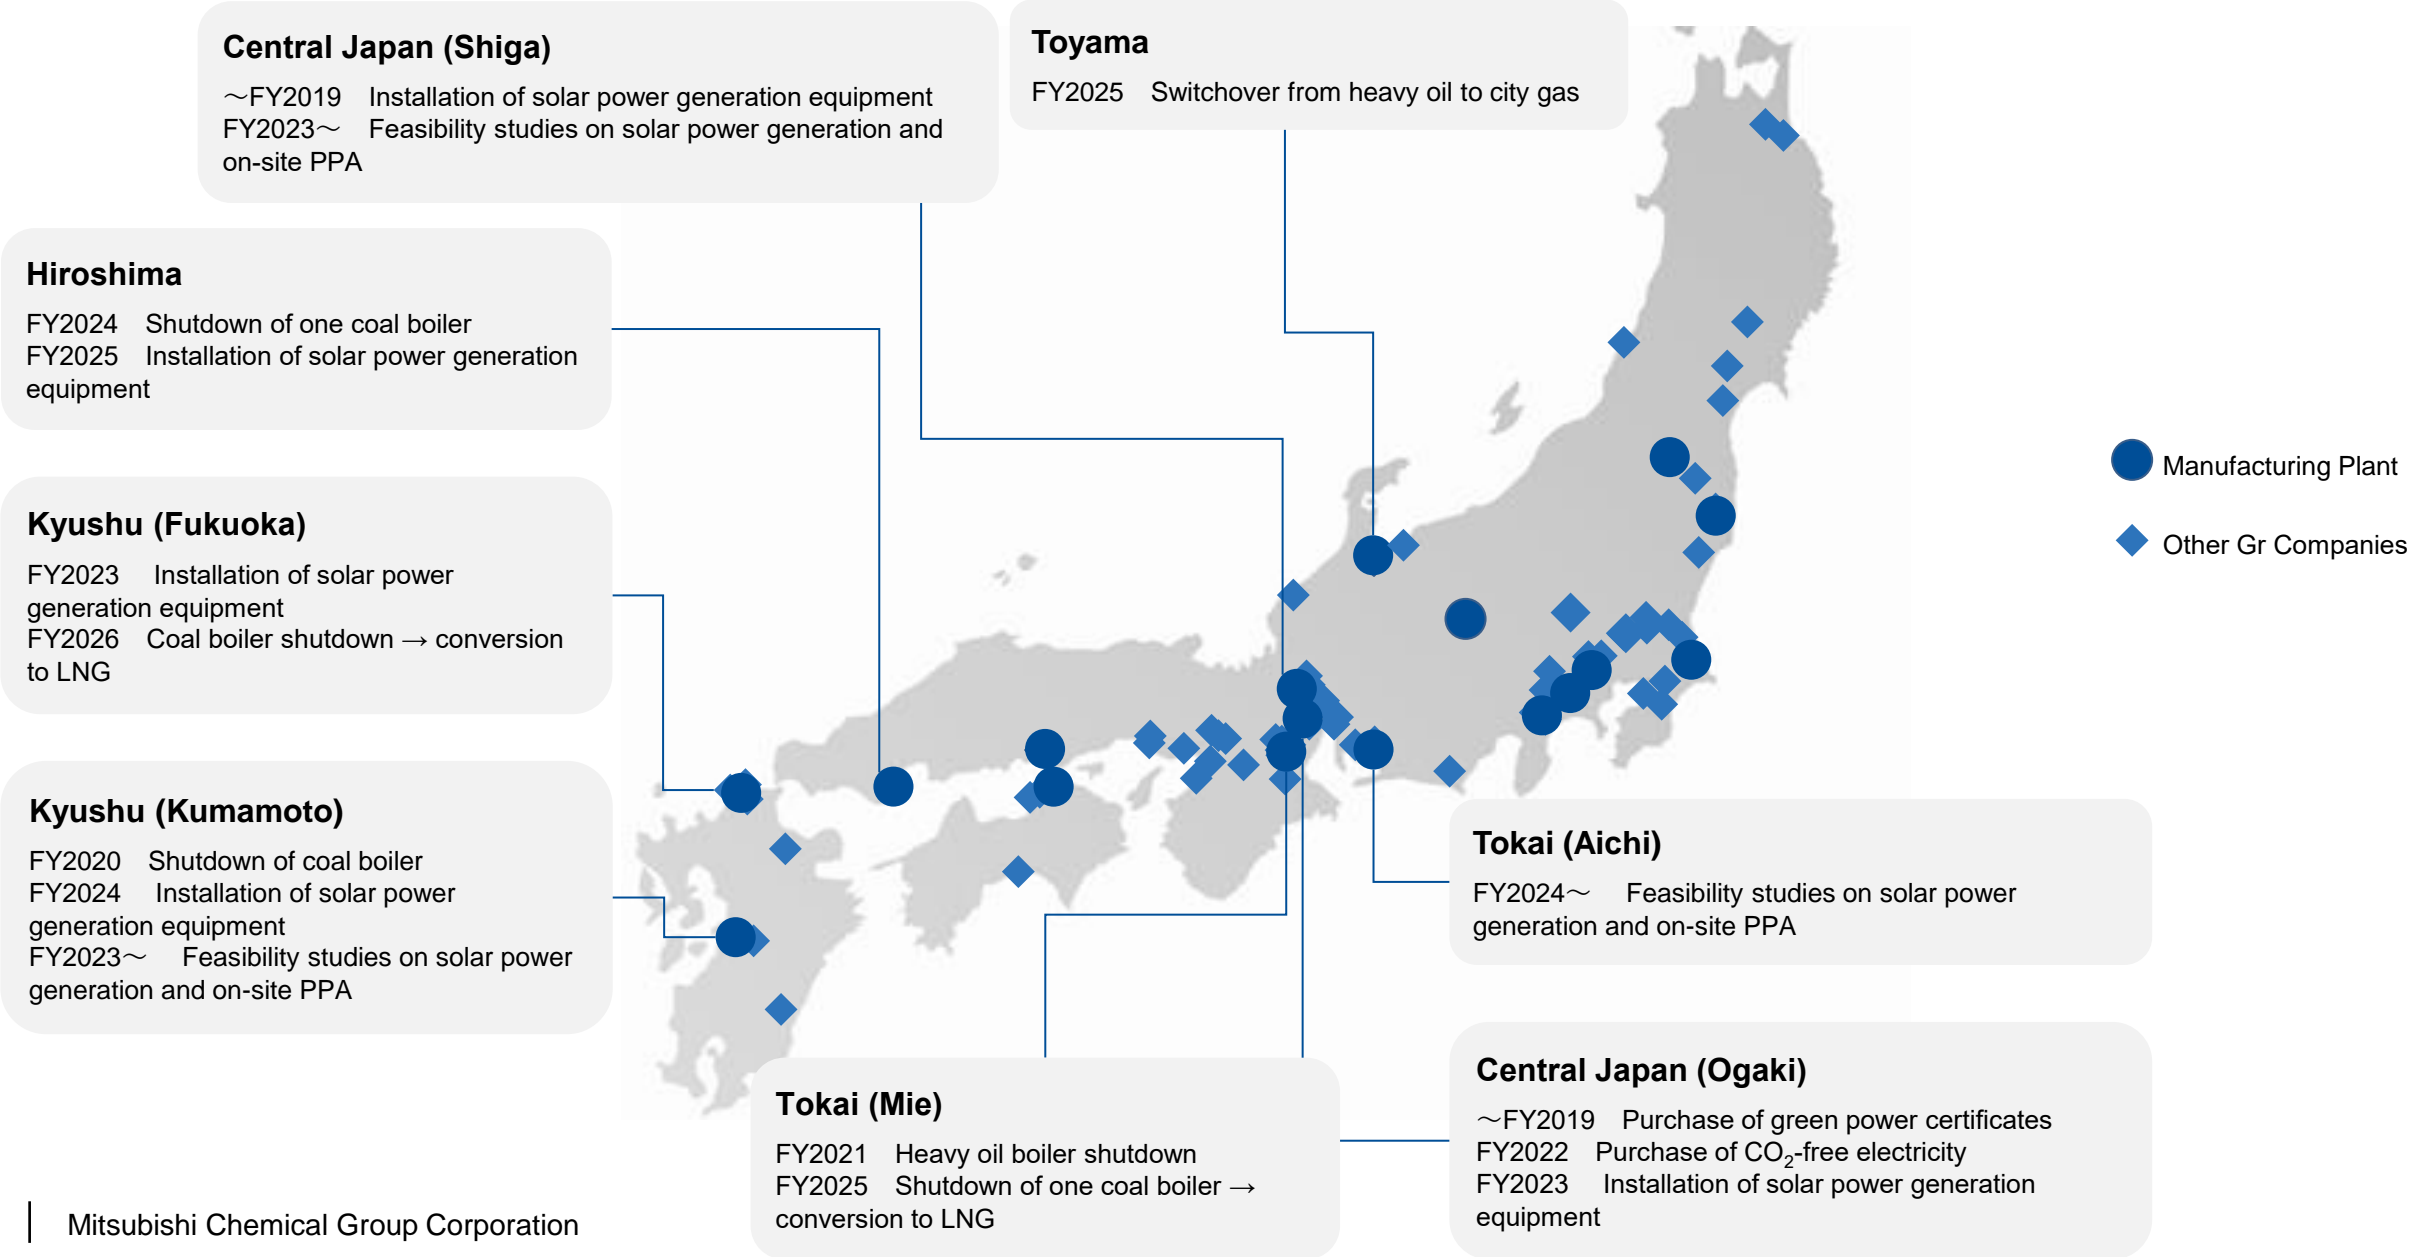 Central Japan (Shiga)
～FY2019 Installation of solar power generation equipment
FY2023～ Feasibility studies on solar power generation and
on-site PPA
Toyama
FY2025 Switchover from heavy oil to city gas
Hiroshima
FY2024 Shutdown of one coal boiler
FY2025 Installation of solar power generation
equipment
Kyushu (Fukuoka)
FY2023 Installation of solar power
generation equipment
FY2026 Coal boiler shutdown → conversion
to LNG
Kyushu (Kumamoto)
FY2020 Shutdown of coal boiler
FY2024 Installation of solar power
generation equipment
FY2023～ Feasibility studies on solar power
generation and on-site PPA
Manufacturing Plant
Other Gr Companies
Tokai (Aichi)
FY2024～ Feasibility studies on solar power
generation and on-site PPA
Tokai (Mie)
FY2021 Heavy oil boiler shutdown
FY2025 Shutdown of one coal boiler →
conversion to LNG
Central Japan (Ogaki)
～FY2019 Purchase of green power certificates
FY2022 Purchase of CO₂-free electricity
FY2023 Installation of solar power generation
equipment
Mitsubishi Chemical Group Corporation